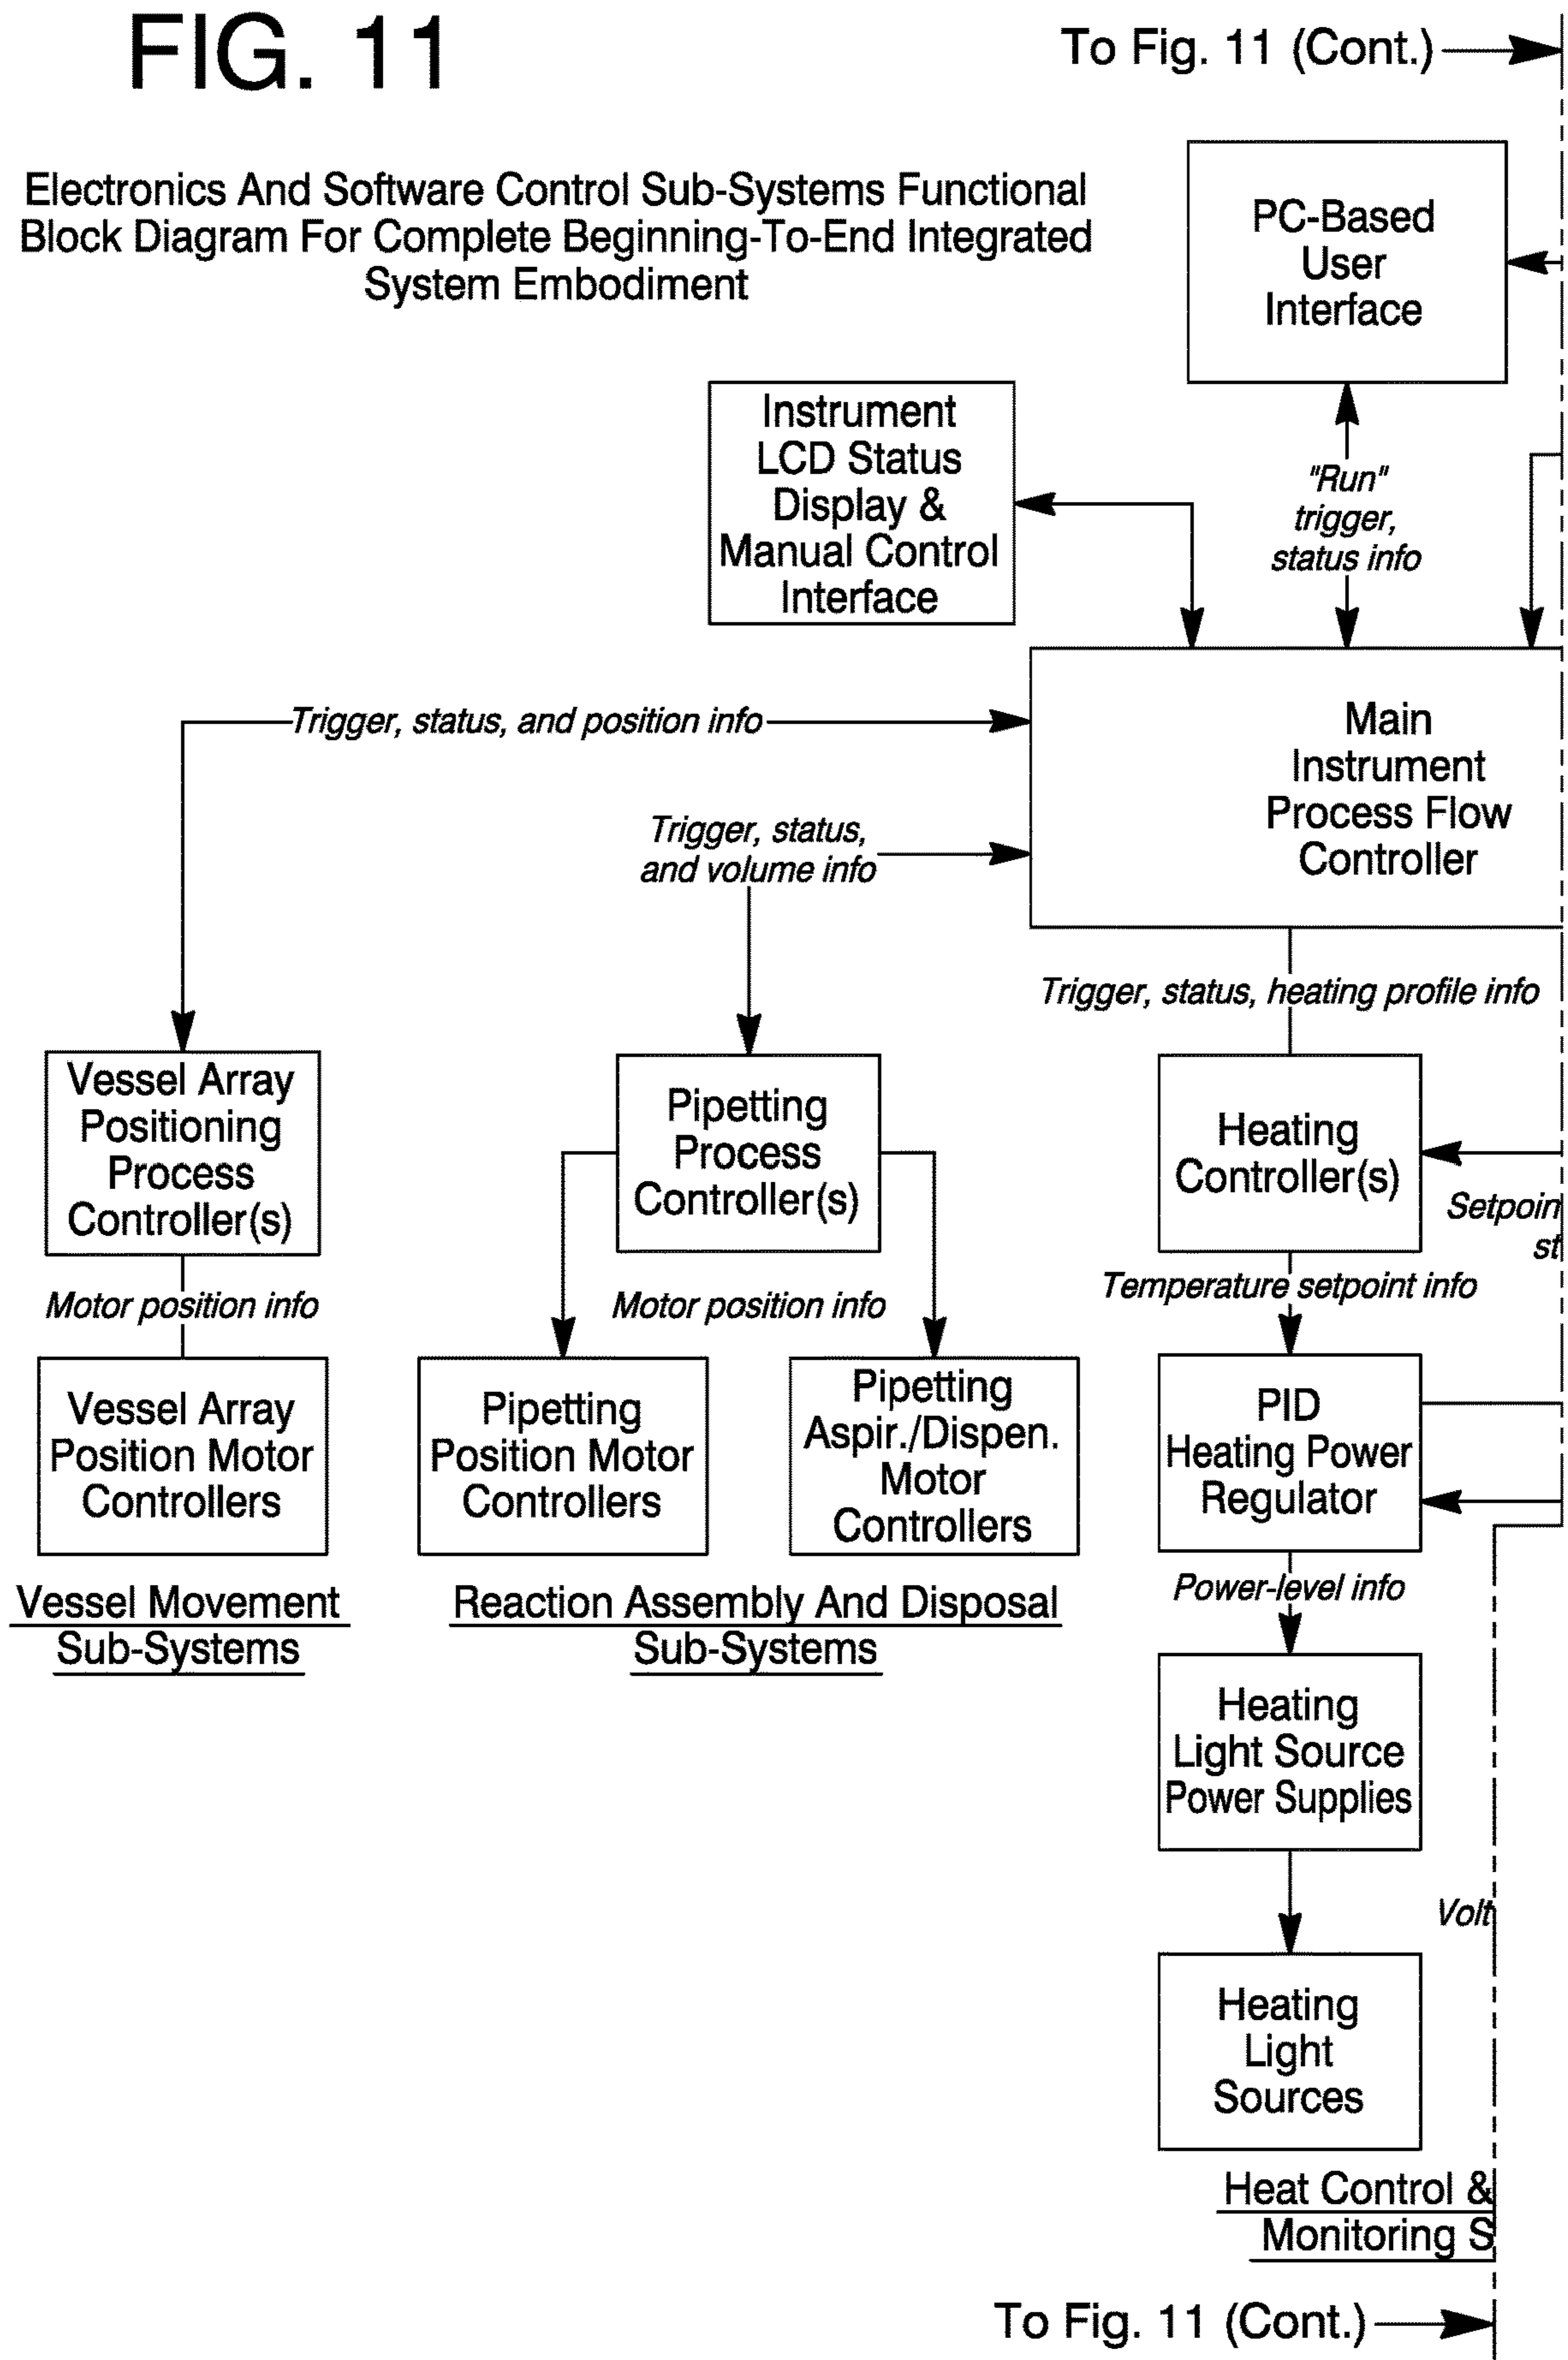 FIG. 11
To Fig. 11 (Cont.)
Electronics And Software Control Sub-Systems Functional
Block Diagram For Complete Beginning-To-End Integrated
System Embodiment
PC-Based
User
Interface
Instrument
LCD Status
Display &
Manual Control
Interface
"Run"
trigger,
status info
Trigger, status, and position info
Main
Instrument
Process Flow
Controller
Trigger, status,
and volume info
Trigger, status, heating profile info
Vessel Array
Positioning
Process
Controller(s)
Pipetting
Process
Controller(s)
Heating
Controller(s)
Setpoin
st
Motor position info
Motor position info
Temperature setpoint info
Vessel Array
Position Motor
Controllers
Pipetting
Position Motor
Controllers
Pipetting
Aspir./Dispen.
Motor
Controllers
PID
Heating Power
Regulator
Vessel Movement
Sub-Systems
Reaction Assembly And Disposal
Sub-Systems
Power-level info
Heating
Light Source
Power Supplies
Volt
Heating
Light
Sources
Heat Control &
Monitoring S
To Fig. 11 (Cont.)